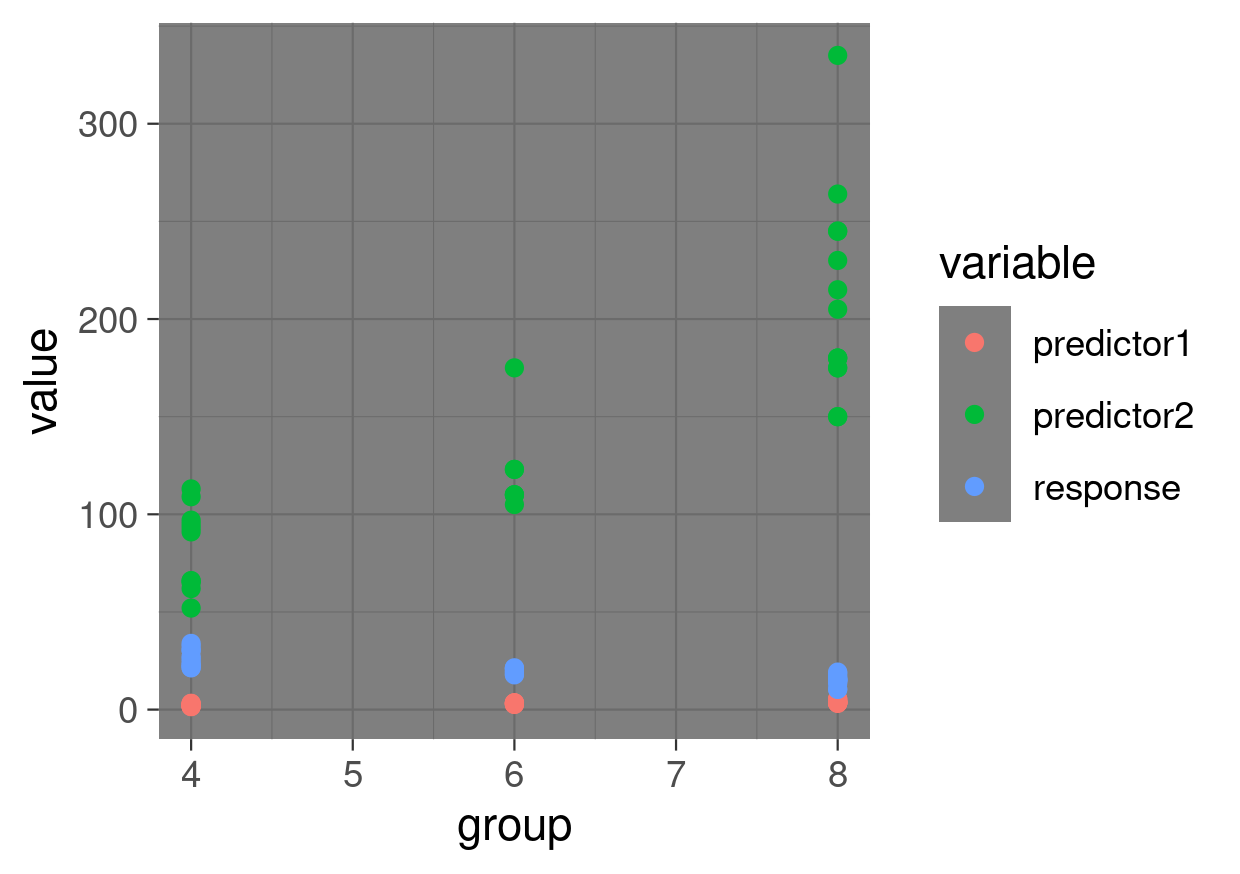 300
200
100
0
value
4 5 6 7 8
group
variable
predictor1
predictor2
response